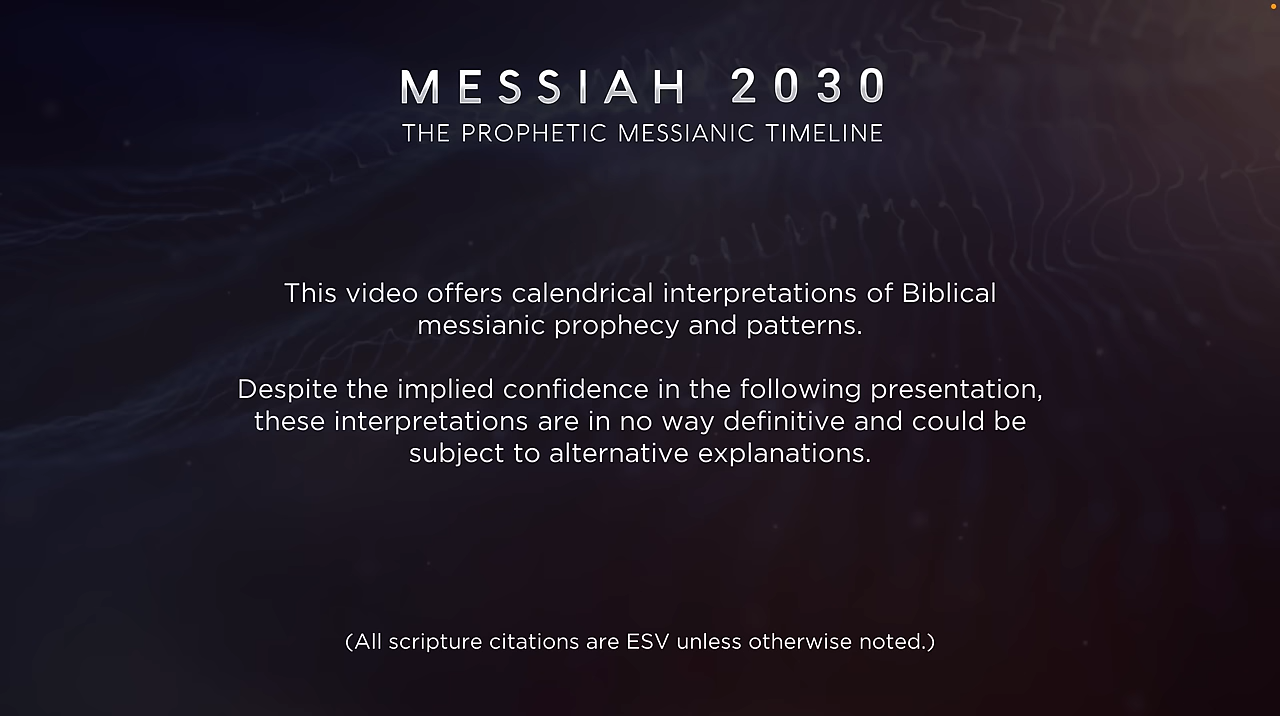 MESSIAH 2030
THE PROPHETIC MESSIANIC TIMELINE
This video offers calendrical interpretations of Biblical
messianic prophecy and patterns.
Despite the implied confidence in the following presentation,
these interpretations are in no way definitive and could be
subject to alternative explanations.
(All scripture citations are ESV unless otherwise noted.)